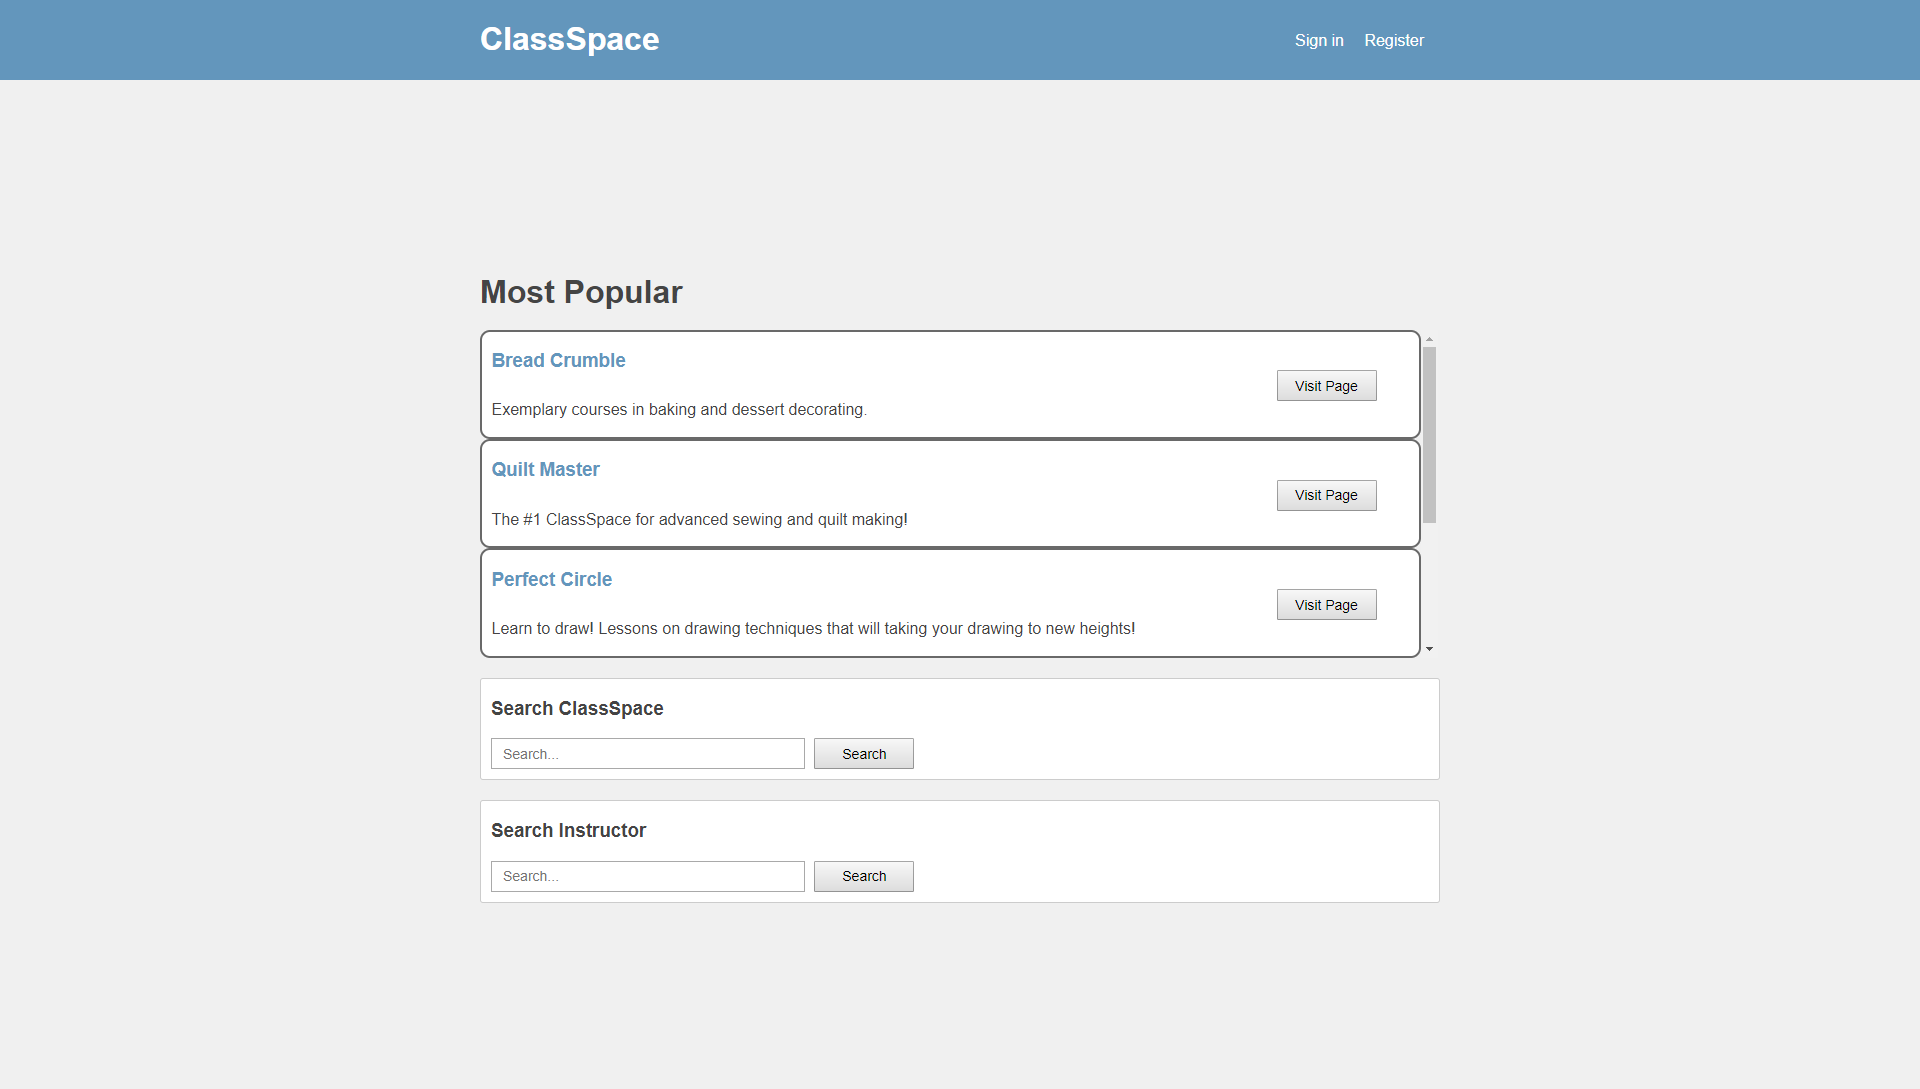 ClassSpace
Sign in Register
Most Popular
Bread Crumble
Visit Page
Exemplary courses in baking and dessert decorating.
Quilt Master
Visit Page
The #1 ClassSpace for advanced sewing and quilt making!
Perfect Circle
Visit Page
Learn to draw! Lessons on drawing techniques that will taking your drawing to new heights!
Search ClassSpace
Search... Search
Search Instructor
Search... Search